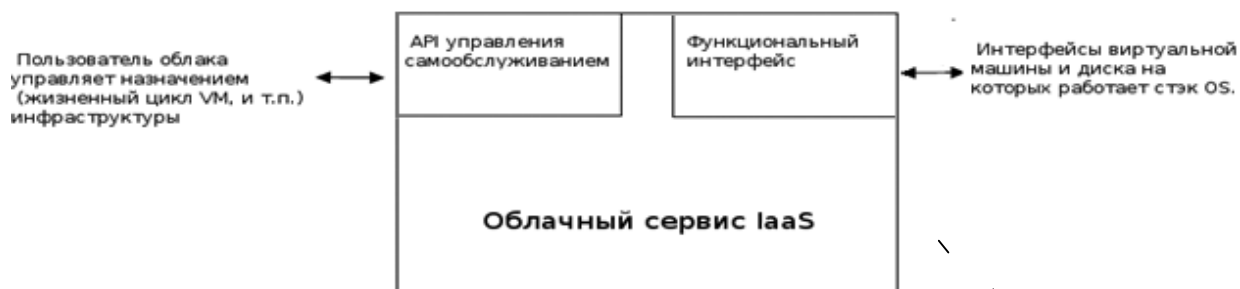 Пользователь облака
управляет назначением
(жизненный цикл VM, и т.п.)
инфраструктуры
API управления
самообслуживанием
Функциональный
интерфейс
Интерфейсы виртуальной
машины и диска на
которых работает стэк OS.
Облачный сервис IaaS